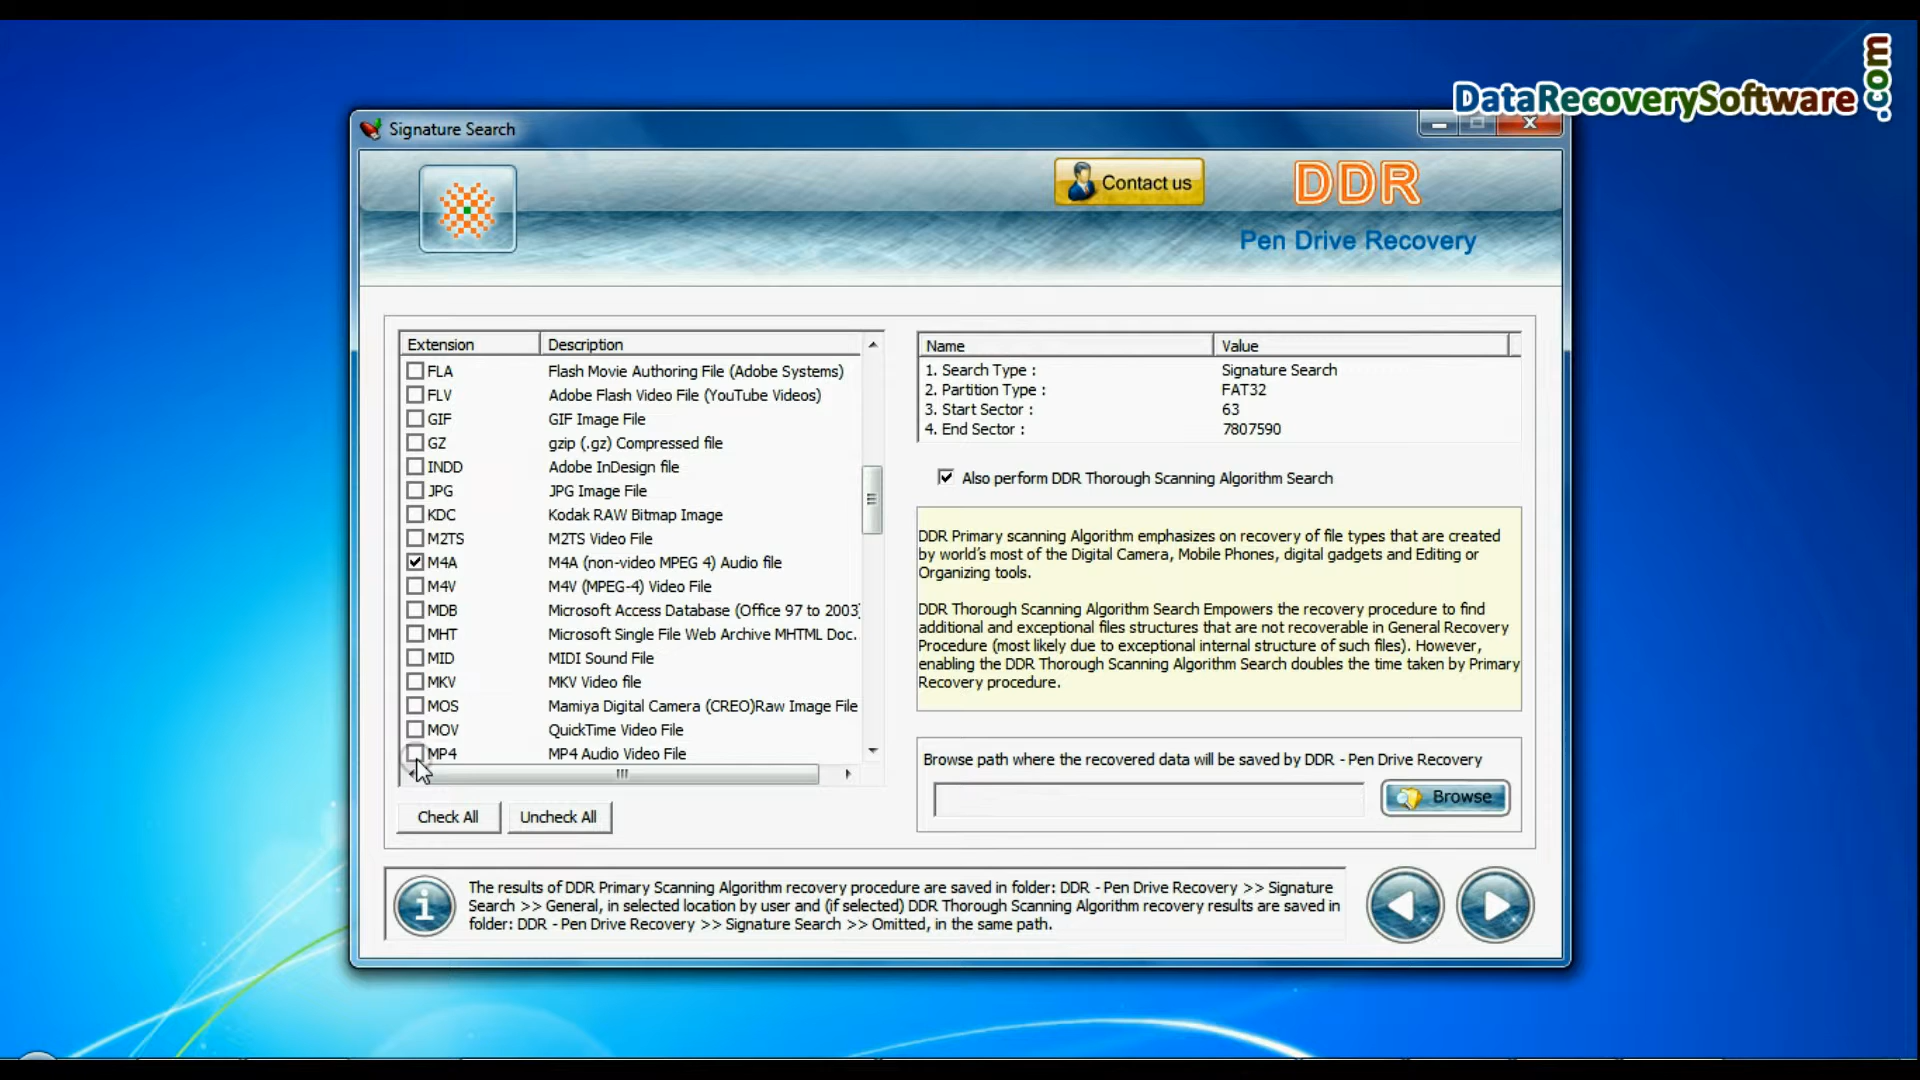 DataRecoverySoftware.com
Signature Search
Contact us
DDR
Pen Drive Recovery
Extension Description
FLA Flash Movie Authoring File (Adobe Systems)
FLV Adobe Flash Video File (YouTube Videos)
GIF GIF Image File
GZ gzip (.gz) Compressed file
INDD Adobe InDesign file
JPG JPG Image File
KDC Kodak RAW Bitmap Image
M2TS M2TS Video File
M4A M4A (non-video MPEG 4) Audio file
M4V M4V (MPEG-4) Video File
MDB Microsoft Access Database (Office 97 to 2003)
MHT Microsoft Single File Web Archive MHTML Doc.
MID MIDI Sound File
MKV MKV Video file
MOS Mamiya Digital Camera (CREO)Raw Image File
MOV QuickTime Video File
MP4 MP4 Audio Video File
Check All Uncheck All
Name Value
1. Search Type : Signature Search
2. Partition Type : FAT32
3. Start Sector : 63
4. End Sector : 7807590
Also perform DDR Thorough Scanning Algorithm Search
DDR Primary scanning Algorithm emphasizes on recovery of file types that are created
by world's most of the Digital Camera, Mobile Phones, digital gadgets and Editing or
Organizing tools.
DDR Thorough Scanning Algorithm Search Empowers the recovery procedure to find
additional and exceptional files structures that are not recoverable in General Recovery
Procedure (most likely due to exceptional internal structure of such files). However,
enabling the DDR Thorough Scanning Algorithm Search doubles the time taken by Primary
Recovery procedure.
Browse path where the recovered data will be saved by DDR - Pen Drive Recovery
Browse
The results of DDR Primary Scanning Algorithm recovery procedure are saved in folder: DDR - Pen Drive Recovery >> Signature
Search >> General, in selected location by user and (if selected) DDR Thorough Scanning Algorithm recovery results are saved in
folder: DDR - Pen Drive Recovery >> Signature Search >> Omitted, in the same path.